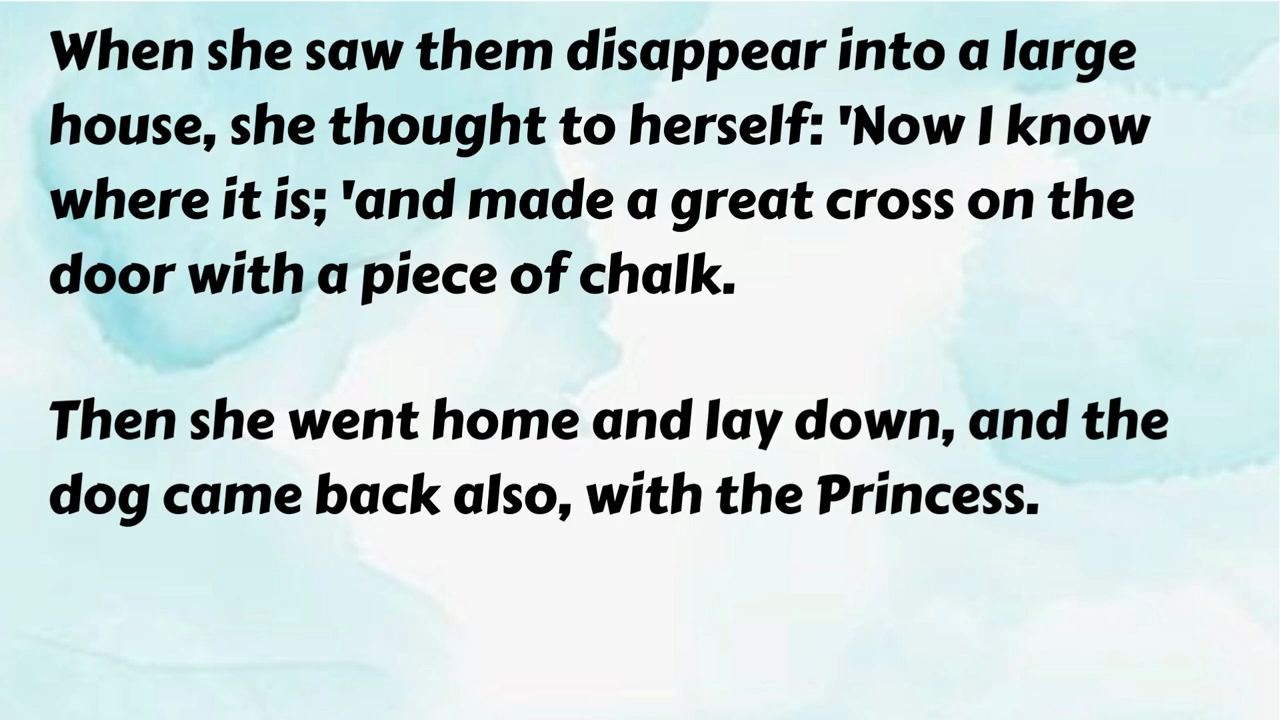 When she saw them disappear into a large
house, she thought to herself: 'Now I know
where it is; 'and made a great cross on the
door with a piece of chalk.
Then she went home and lay down, and the
dog came back also, with the Princess.